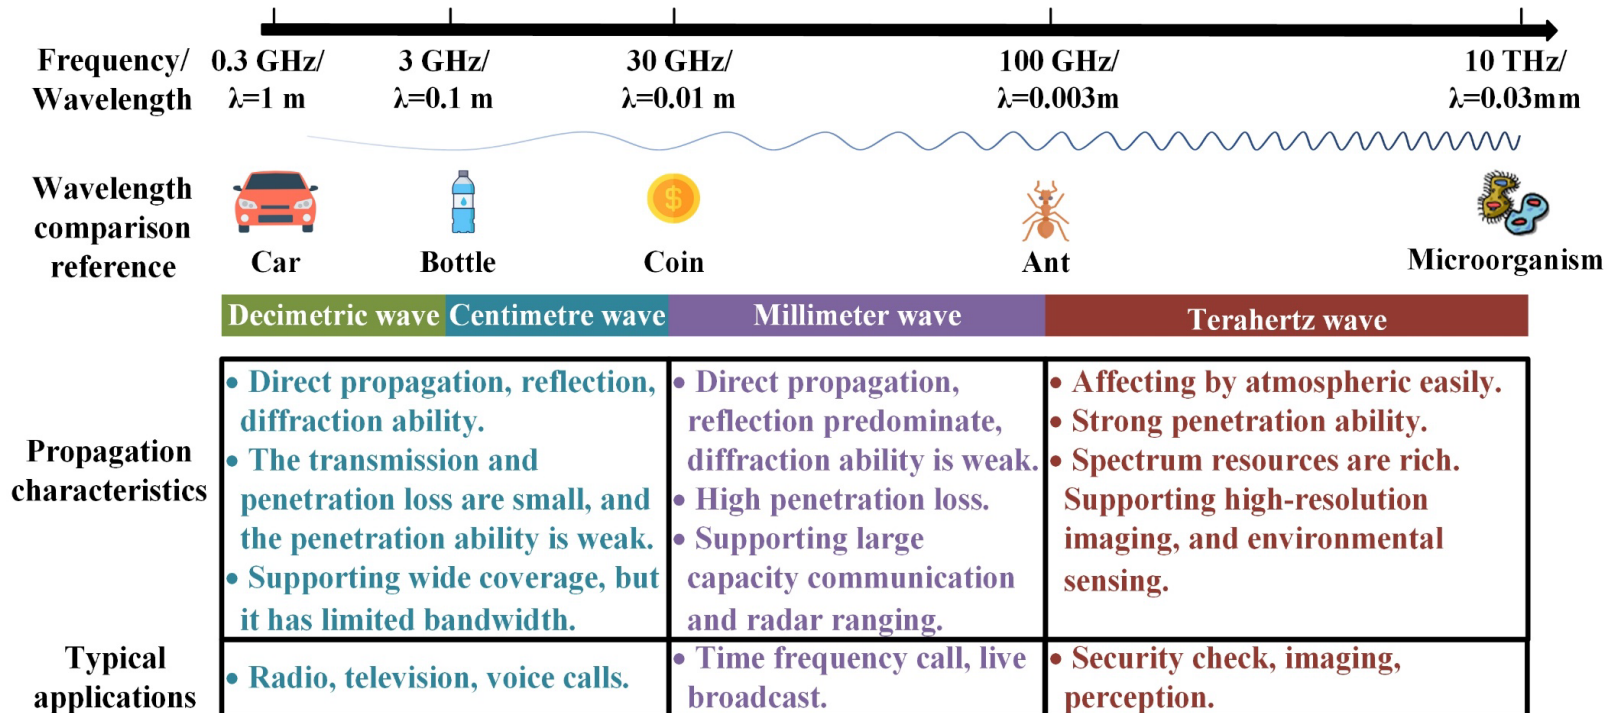 Frequency/
Wavelength
0.3 GHz/
λ=1 m
3 GHz/
λ=0.1 m
30 GHz/
λ=0.01 m
100 GHz/
λ=0.003m
10 THz/
λ=0.03mm
Wavelength
comparison
reference
Car
Bottle
$
Coin
Ant
Microorganism
Decimetric wave
Centimetre wave
Millimeter wave
Terahertz wave
Propagation
characteristics
• Direct propagation, reflection,
diffraction ability.
• The transmission and
penetration loss are small, and
the penetration ability is weak.
• Supporting wide coverage, but
it has limited bandwidth.
• Direct propagation,
reflection predominate,
diffraction ability is weak.
• High penetration loss.
• Supporting large
capacity communication
and radar ranging.
• Affecting by atmospheric easily.
• Strong penetration ability.
• Spectrum resources are rich.
Supporting high-resolution
imaging, and environmental
sensing.
Typical
applications
• Radio, television, voice calls.
• Time frequency call, live
broadcast.
• Security check, imaging,
perception.